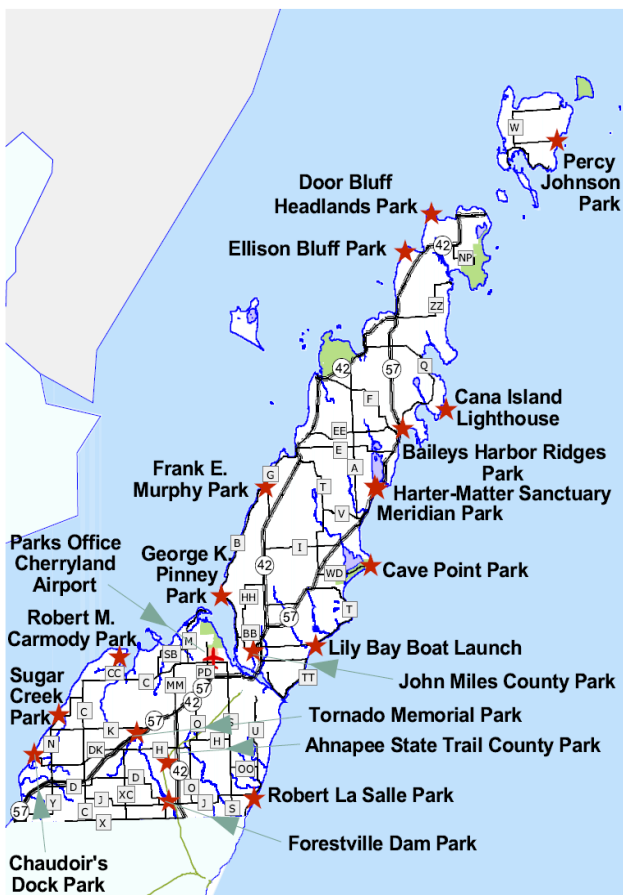 W
Percy
Johnson
Park
Door Bluff
Headlands Park
42
NP
Ellison Bluff Park
ZZ
42
57
Q
F
Cana Island
Lighthouse
EE
E
Baileys Harbor Ridges
Park
A
G
Frank E.
Murphy Park
T
Harter-Matter Sanctuary
Meridian Park
V
B
I
Parks Office
Cherryland
Airport
George K.
Pinney
Park
42
WD
Cave Point Park
HH
T
57
Robert M.
Carmody Park
M
BB
SB
Lily Bay Boat Launch
CC
C
PD
TT
John Miles County Park
MM
57
42
Sugar
Creek
Park
C
57
O
S
U
Tornado Memorial Park
K
N
DK
H
H
Ahnapee State Trail County Park
42
OO
D
D
XC
O
57
Y
J
C
J
S
Robert La Salle Park
X
Forestville Dam Park
Chaudoir's
Dock Park